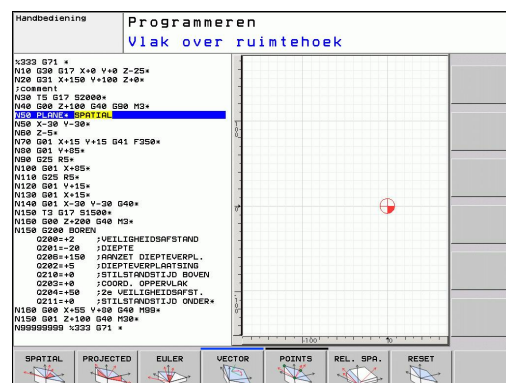 Handbediening
Programmeren
Vlak over ruimtehoek
%333 G71 *
N10 G30 G17 X+0 Y+0 Z-25*
N20 G31 X+150 Y+100 Z+0*
;comment
N30 T5 G17 S2000*
N40 G00 Z+100 G40 G90 M3*
N50 PLANE* SPATIAL
N50 X-30 Y-30*
N60 Z-5*
N70 G01 X+15 Y+15 G41 F350*
N80 G01 Y+85*
N90 G25 R5*
N100 G01 X+85*
N110 G25 R5*
N120 G01 Y+15*
N130 G01 X+15*
N140 G01 X-30 Y-30 G40*
N150 T3 G17 S1500*
N160 G00 Z+200 G40 M3*
N150 G200 BOREN
Q200=+2 ;VEILIGHEIDSAFSTAND
Q201=-20 ;DIEPTE
Q206=+150 ;AANZET DIEPTEVERPL.
Q202=+5 ;DIEPTEVERPLAATSING
Q210=+0 ;STILSTANDSTIJD BOVEN
Q203=+0 ;COORD. OPPERVLAK
Q204=+50 ;2e VEILIGHEIDSAFST.
Q211=+0 ;STILSTANDSTIJD ONDER*
N160 G00 X+55 Y+80 G40 M99*
N150 G01 Z+100 G40 M30*
N99999999 %333 G71 *
-100
SPATIAL PROJECTED EULER VECTOR POINTS REL. SPA. RESET